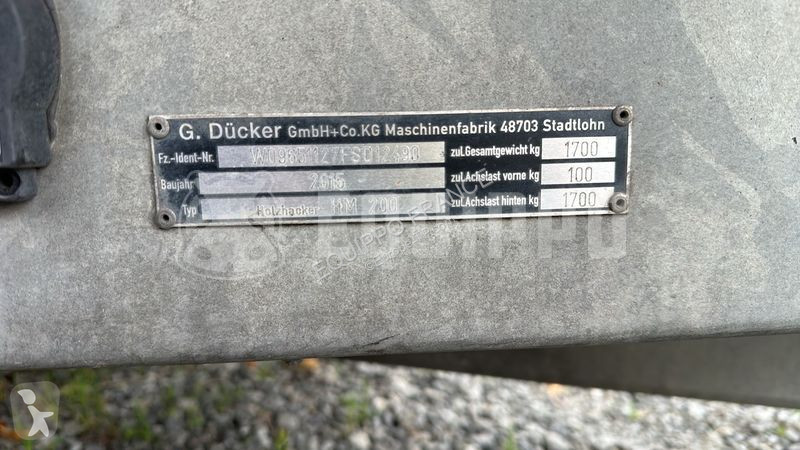 G. Dücker GmbH+Co.KG Maschinenfabrik 48703 Stadtlohn
Fz.-Ident-Nr. zul.Gesamtgewicht kg 1700
Baujahr 2015 zul.Achslast vorne kg 100
Typ Holzhacker HM 200 zul.Achslast hinten kg 1700
EQUIPPO